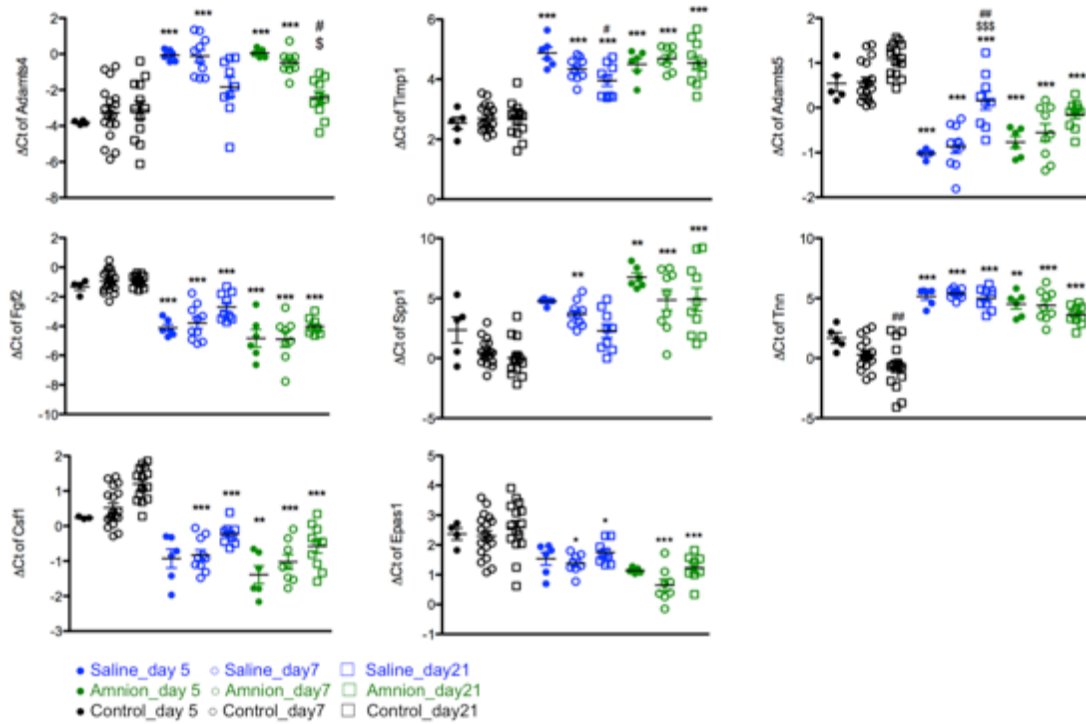 ΔCt of Adamts4
4
2
0
-2
-4
-6
-8
*** *** *** *** # $
ΔCt of Timp1
6
4
2
0
*** *** # *** *** *** ***
ΔCt of Adamts5
2
1
0
-1
-2
*** *** ## $$$ *** *** *** ***
ΔCt of Fgf2
2
0
-2
-4
-6
-8
-10
*** *** *** *** *** ***
ΔCt of Spp1
10
5
0
-5
** ** *** ***
ΔCt of Tnn
10
5
0
-5
## *** *** *** ** *** ***
ΔCt of Csf1
2
1
0
-1
-2
-3
*** *** ** *** ***
ΔCt of Epas1
5
4
3
2
1
0
-1
* * *** ***
Saline_day 5 Saline_day7 Saline_day21
Amnion_day 5 Amnion_day7 Amnion_day21
Control_day 5 Control_day7 Control_day21